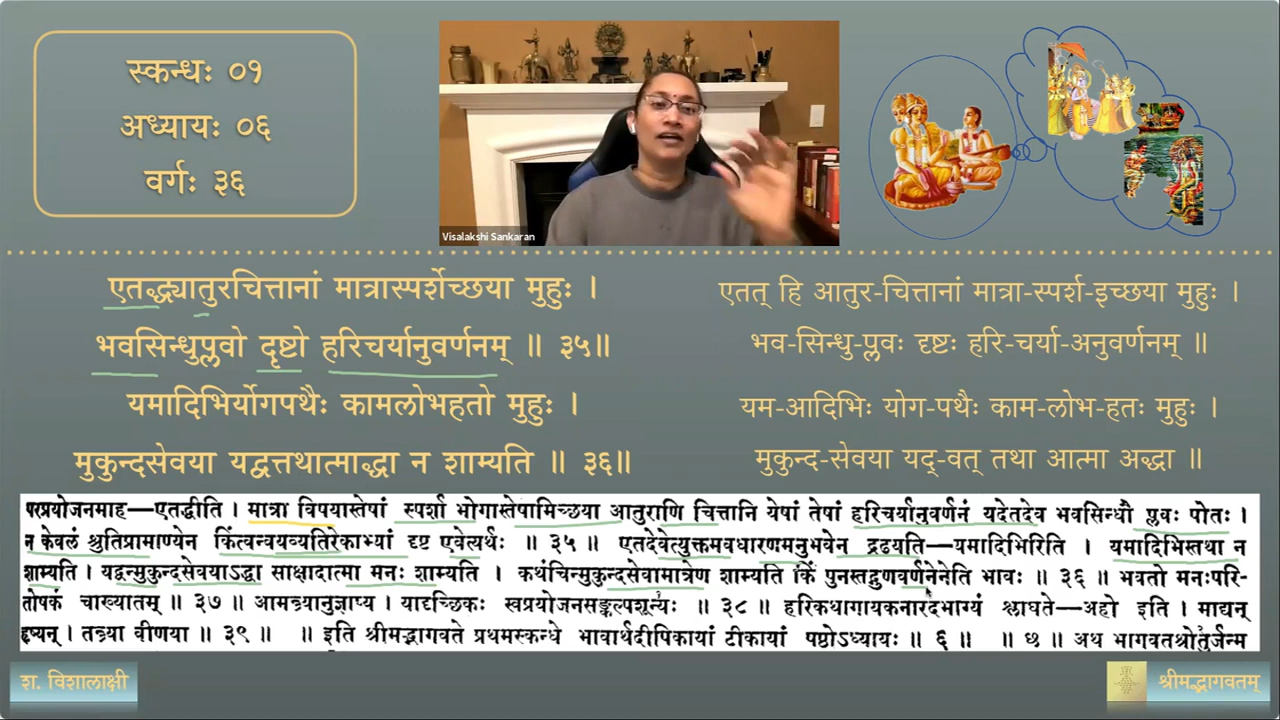 स्कन्धः ०१
अध्यायः ०६
वर्गः ३६
Visalakshi Sankaran
एतद्ध्यातुरचित्तानां मात्रास्पर्शेच्छया मुहुः ।
भवसिन्धुप्लवो दृष्टो हरिचर्यानुवर्णनम् ॥ ३५॥
यमादिभिर्योगपथैः कामलोभहतो मुहुः ।
मुकुन्दसेवया यद्वत्तथात्माद्धा न शाम्यति ॥ ३६॥
एतत् हि आतुर-चित्तानां मात्रा-स्पर्श-इच्छया मुहुः ।
भव-सिन्धु-प्लवः दृष्टः हरि-चर्या-अनुवर्णनम् ॥
यम-आदिभिः योग-पथैः काम-लोभ-हतः मुहुः ।
मुकुन्द-सेवया यद्-वत् तथा आत्मा अद्धा ॥
परप्रयोजनमाह—एतद्धीति । मात्रा विषयास्तेषां स्पर्शा भोगास्तेषामिच्छया आतुराणि चित्तानि येषां तेषां हरिचर्यानुवर्णनं यदेतदेव भवसिन्धौ प्लवः पोतः ।
न केवलं श्रुतिप्रामाण्येन किंत्वन्वयव्यतिरेकाभ्यां दृष्ट एवेत्यर्थः ॥ ३५ ॥ एतदेवेत्युक्तमवधारणमनुभवेन द्रढयति—यमादिभिरिति । यमादिभिस्तथा न
शाम्यति । यद्वन्मुकुन्दसेवयाऽद्धा साक्षादात्मा मनः शाम्यति । कथंचिन्मुकुन्दसेवामात्रेण शाम्यति किं पुनस्तद्गुणवर्णनेनेति भावः ॥ ३६ ॥ भवतो मनःपरि-
तोषकं चाख्यातम् ॥ ३७ ॥ आमन्त्र्यानुज्ञाप्य । यादृच्छिकः स्वप्रयोजनसङ्कल्पशून्यः ॥ ३८ ॥ हरिकथागायकनारदभाग्यं श्लाघते—अहो इति । माद्यन्
हृष्यन् । तन्त्र्या वीणया ॥ ३९ ॥ ॥ इति श्रीमद्भागवते प्रथमस्कन्धे भावार्थदीपिकायां टीकायां षष्ठोऽध्यायः ॥ ६ ॥ ॥ छ ॥ अथ भागवतश्रोतुर्जन्म
श. विशालाक्षी
श्रीमद्भागवतम्